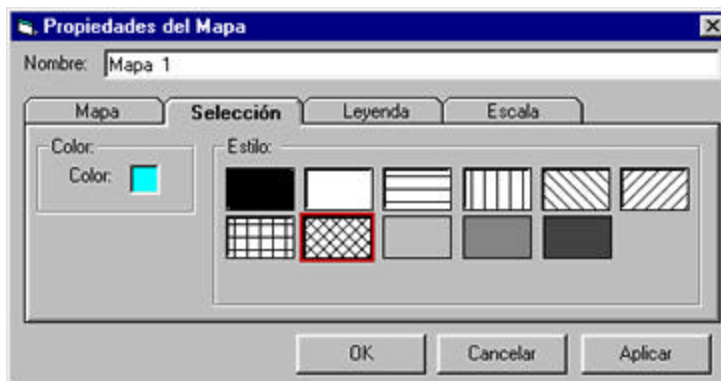 Propiedades del Mapa
Nombre: Mapa 1
Mapa Selección Leyenda Escala
Color: Estilo:
Color:
OK Cancelar Aplicar